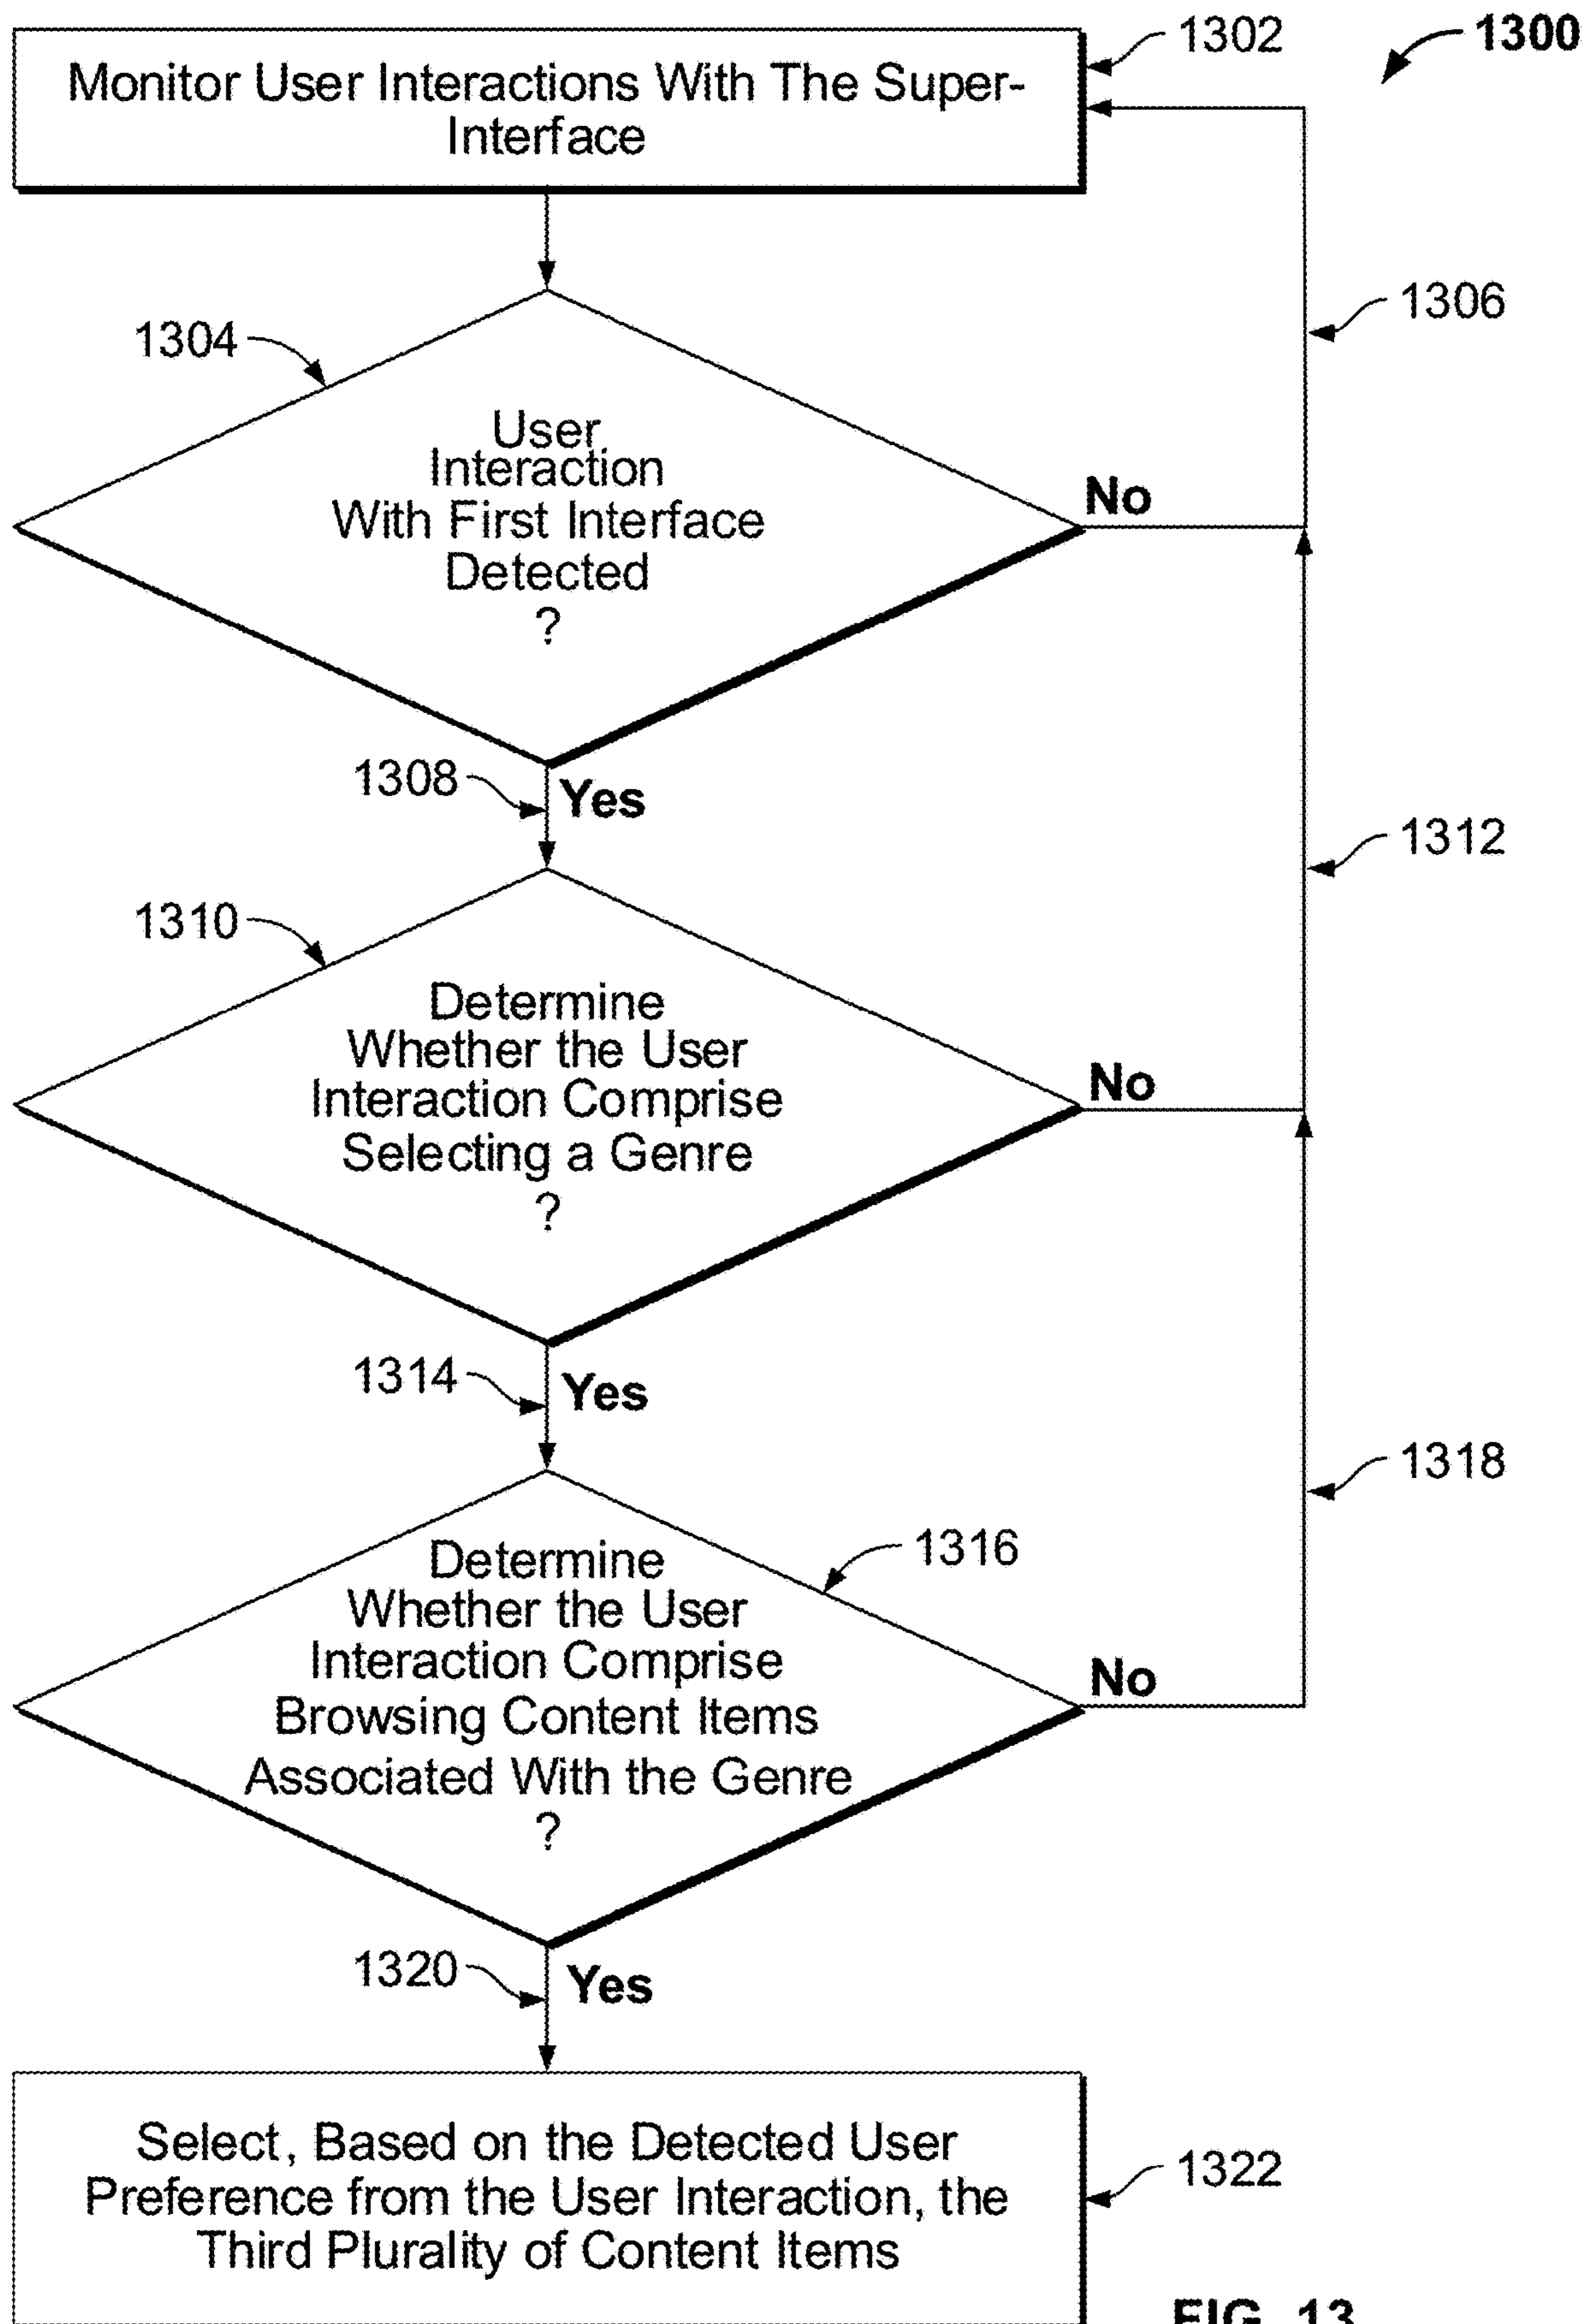 1300
1302
Monitor User Interactions With The Super-
Interface
1304
User
Interaction
With First Interface
Detected
?
No
1306
1308
Yes
1310
Determine
Whether the User
Interaction Comprise
Selecting a Genre
?
No
1312
1314
Yes
1316
Determine
Whether the User
Interaction Comprise
Browsing Content Items
Associated With the Genre
?
No
1318
1320
Yes
Select, Based on the Detected User
Preference from the User Interaction, the
Third Plurality of Content Items
1322
FIG. 13